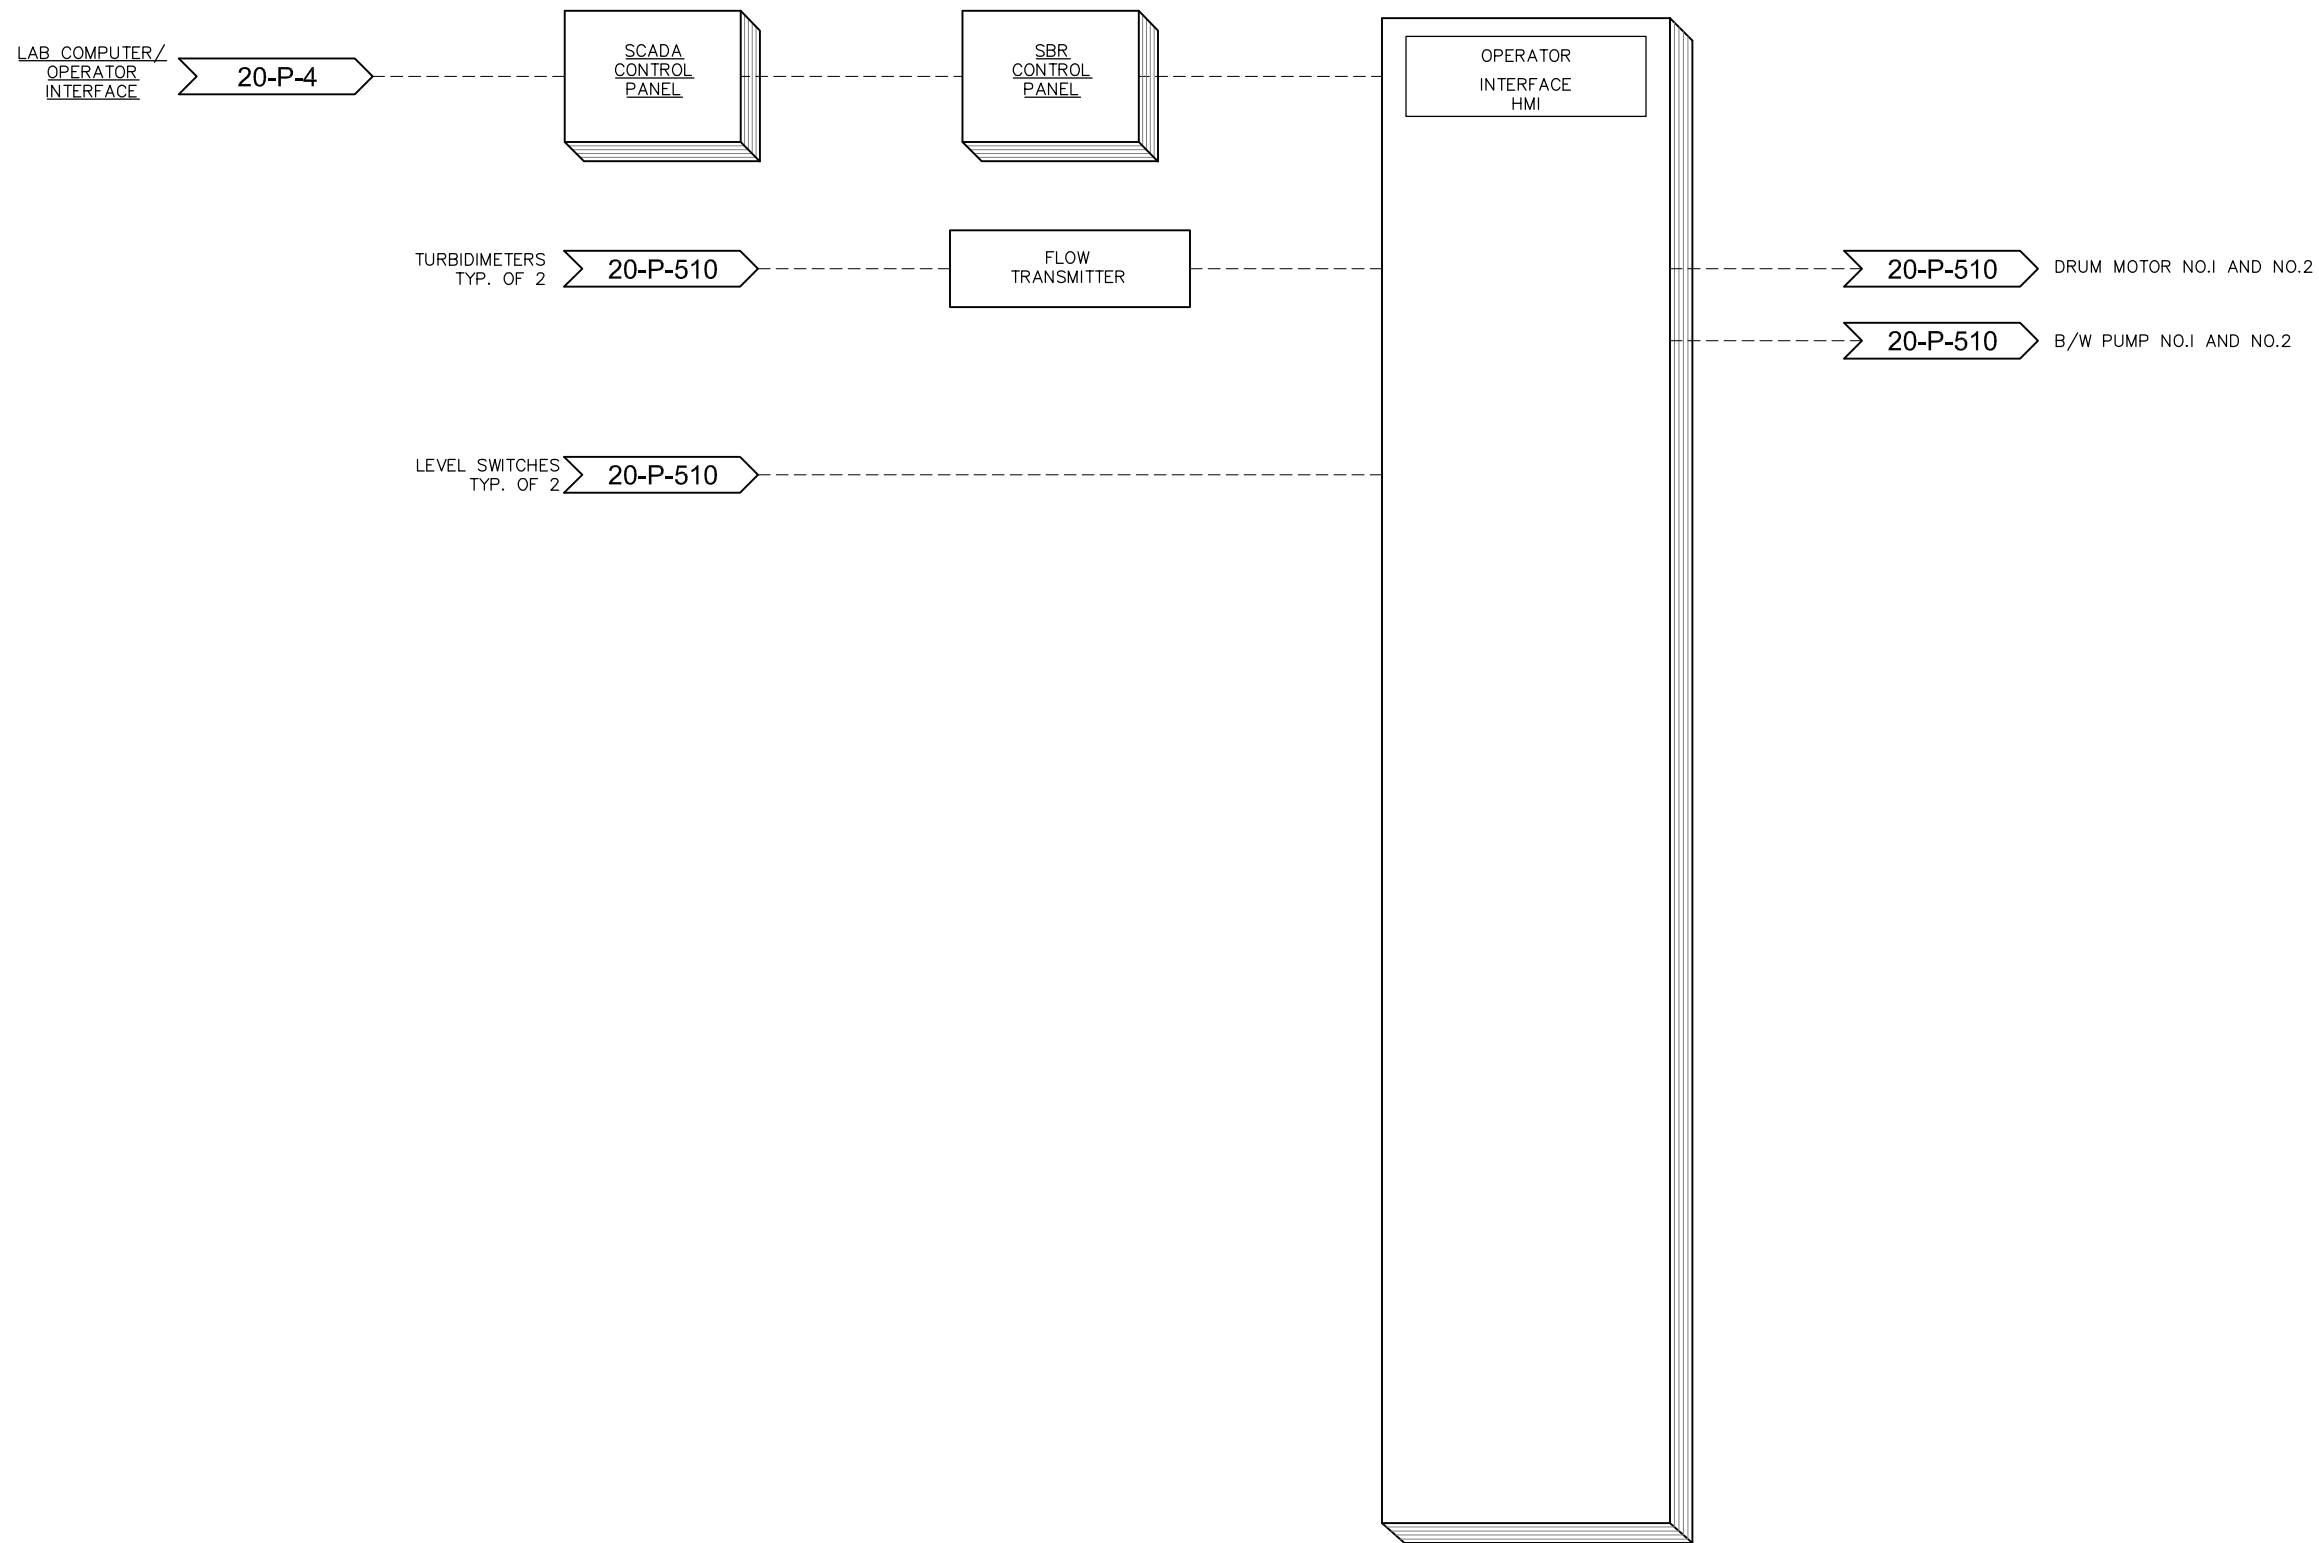 LAB COMPUTER/
OPERATOR
INTERFACE
20-P-4
SCADA
CONTROL
PANEL
SBR
CONTROL
PANEL
OPERATOR
INTERFACE
HMI
TURBIDIMETERS
TYP. OF 2
20-P-510
FLOW
TRANSMITTER
20-P-510
DRUM MOTOR NO.1 AND NO.2
20-P-510
B/W PUMP NO.1 AND NO.2
LEVEL SWITCHES
TYP. OF 2
20-P-510